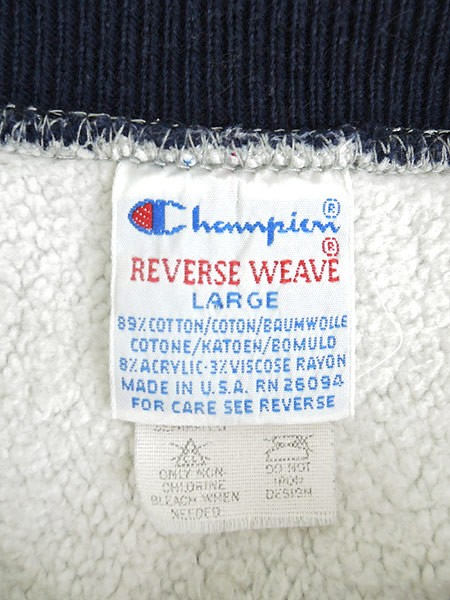 Champion®
®
REVERSE WEAVE
LARGE
89% COTTON/COTON/BAUMWOLLE
COTONE/KATOEN/BOMULD
8% ACRYLIC·3% VISCOSE RAYON
MADE IN U.S.A. RN 26094
FOR CARE SEE REVERSE
CL
ONLY NON-
CHLORINE
BLEACH WHEN
NEEDED
DO NOT
IRON
DESIGN